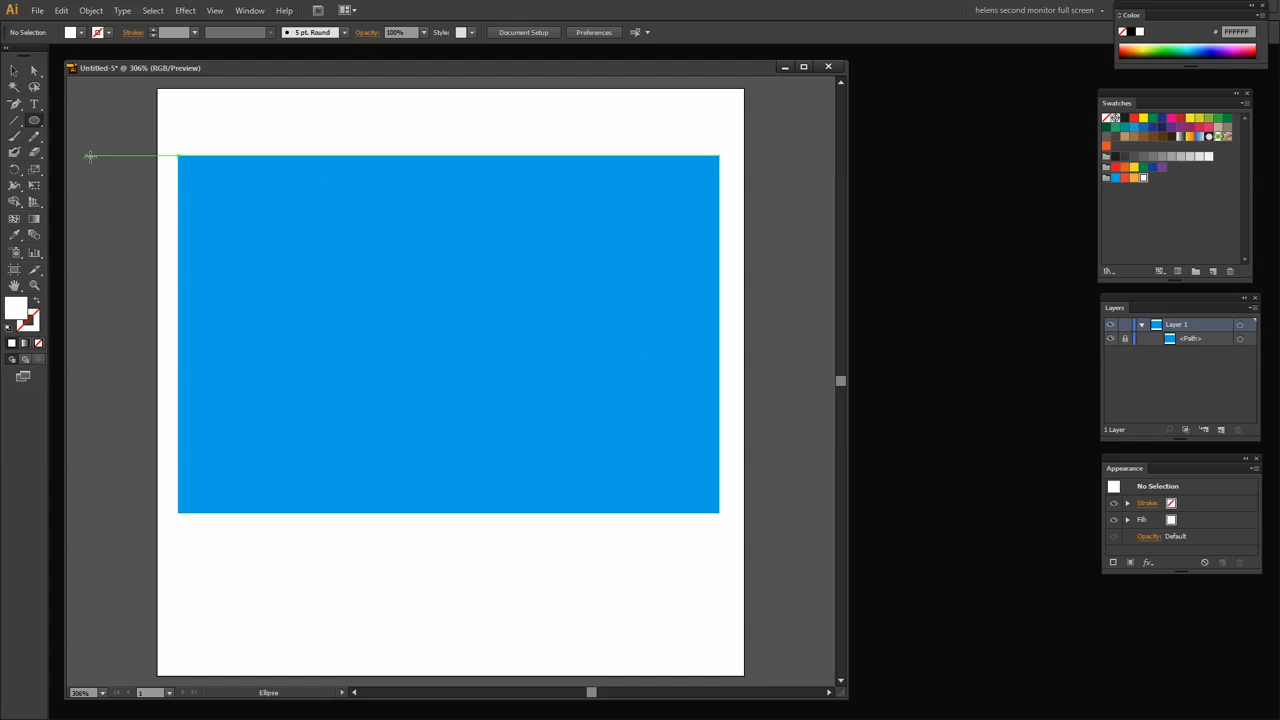 Ai File Edit Object Type Select Effect View Window Help helens second monitor full screen
No Selection Stroke: 5 pt. Round Opacity: 100% Style: Document Setup Preferences
Color
# FFFFFF
Untitled-5* @ 306% (RGB/Preview)
Swatches
Layers
Layer 1
<Path>
1 Layer
Appearance
No Selection
Stroke:
Fill:
Opacity: Default
306% 1 Ellipse